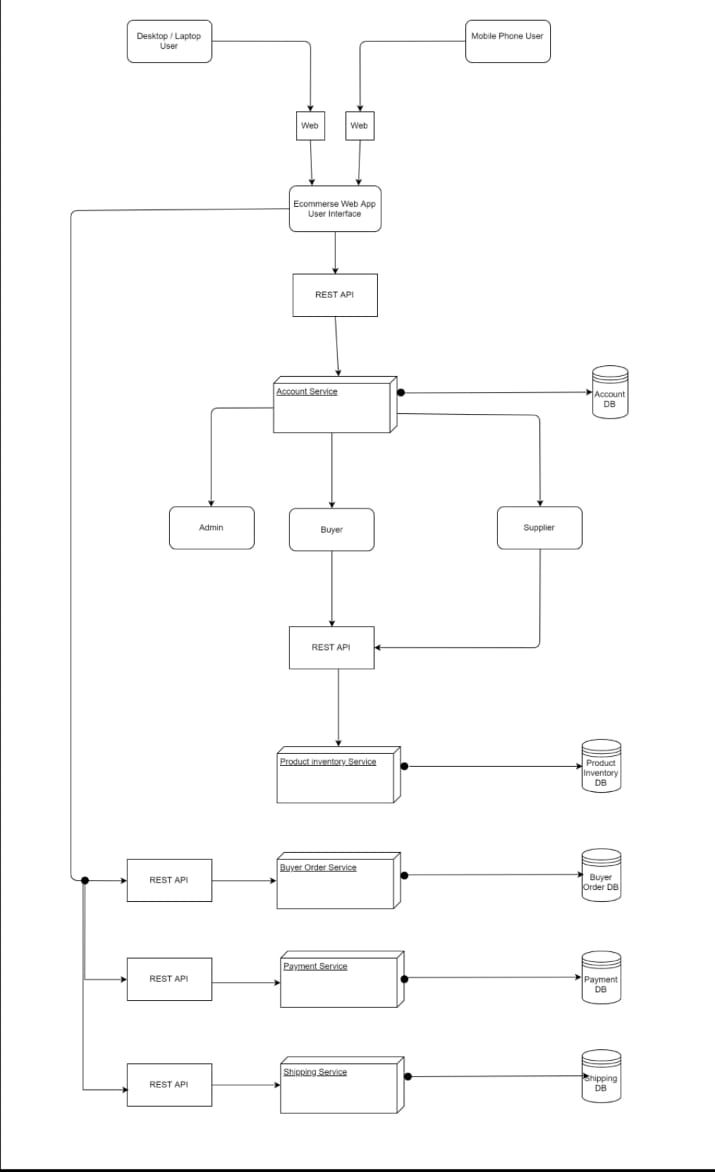 Desktop / Laptop
User
Mobile Phone User
Web
Web
Ecommerse Web App
User Interface
REST API
Account Service
Account
DB
Admin
Buyer
Supplier
REST API
Product inventory Service
Product
Inventory
DB
REST API
Buyer Order Service
Buyer
Order DB
REST API
Payment Service
Payment
DB
REST API
Shipping Service
Shipping
DB